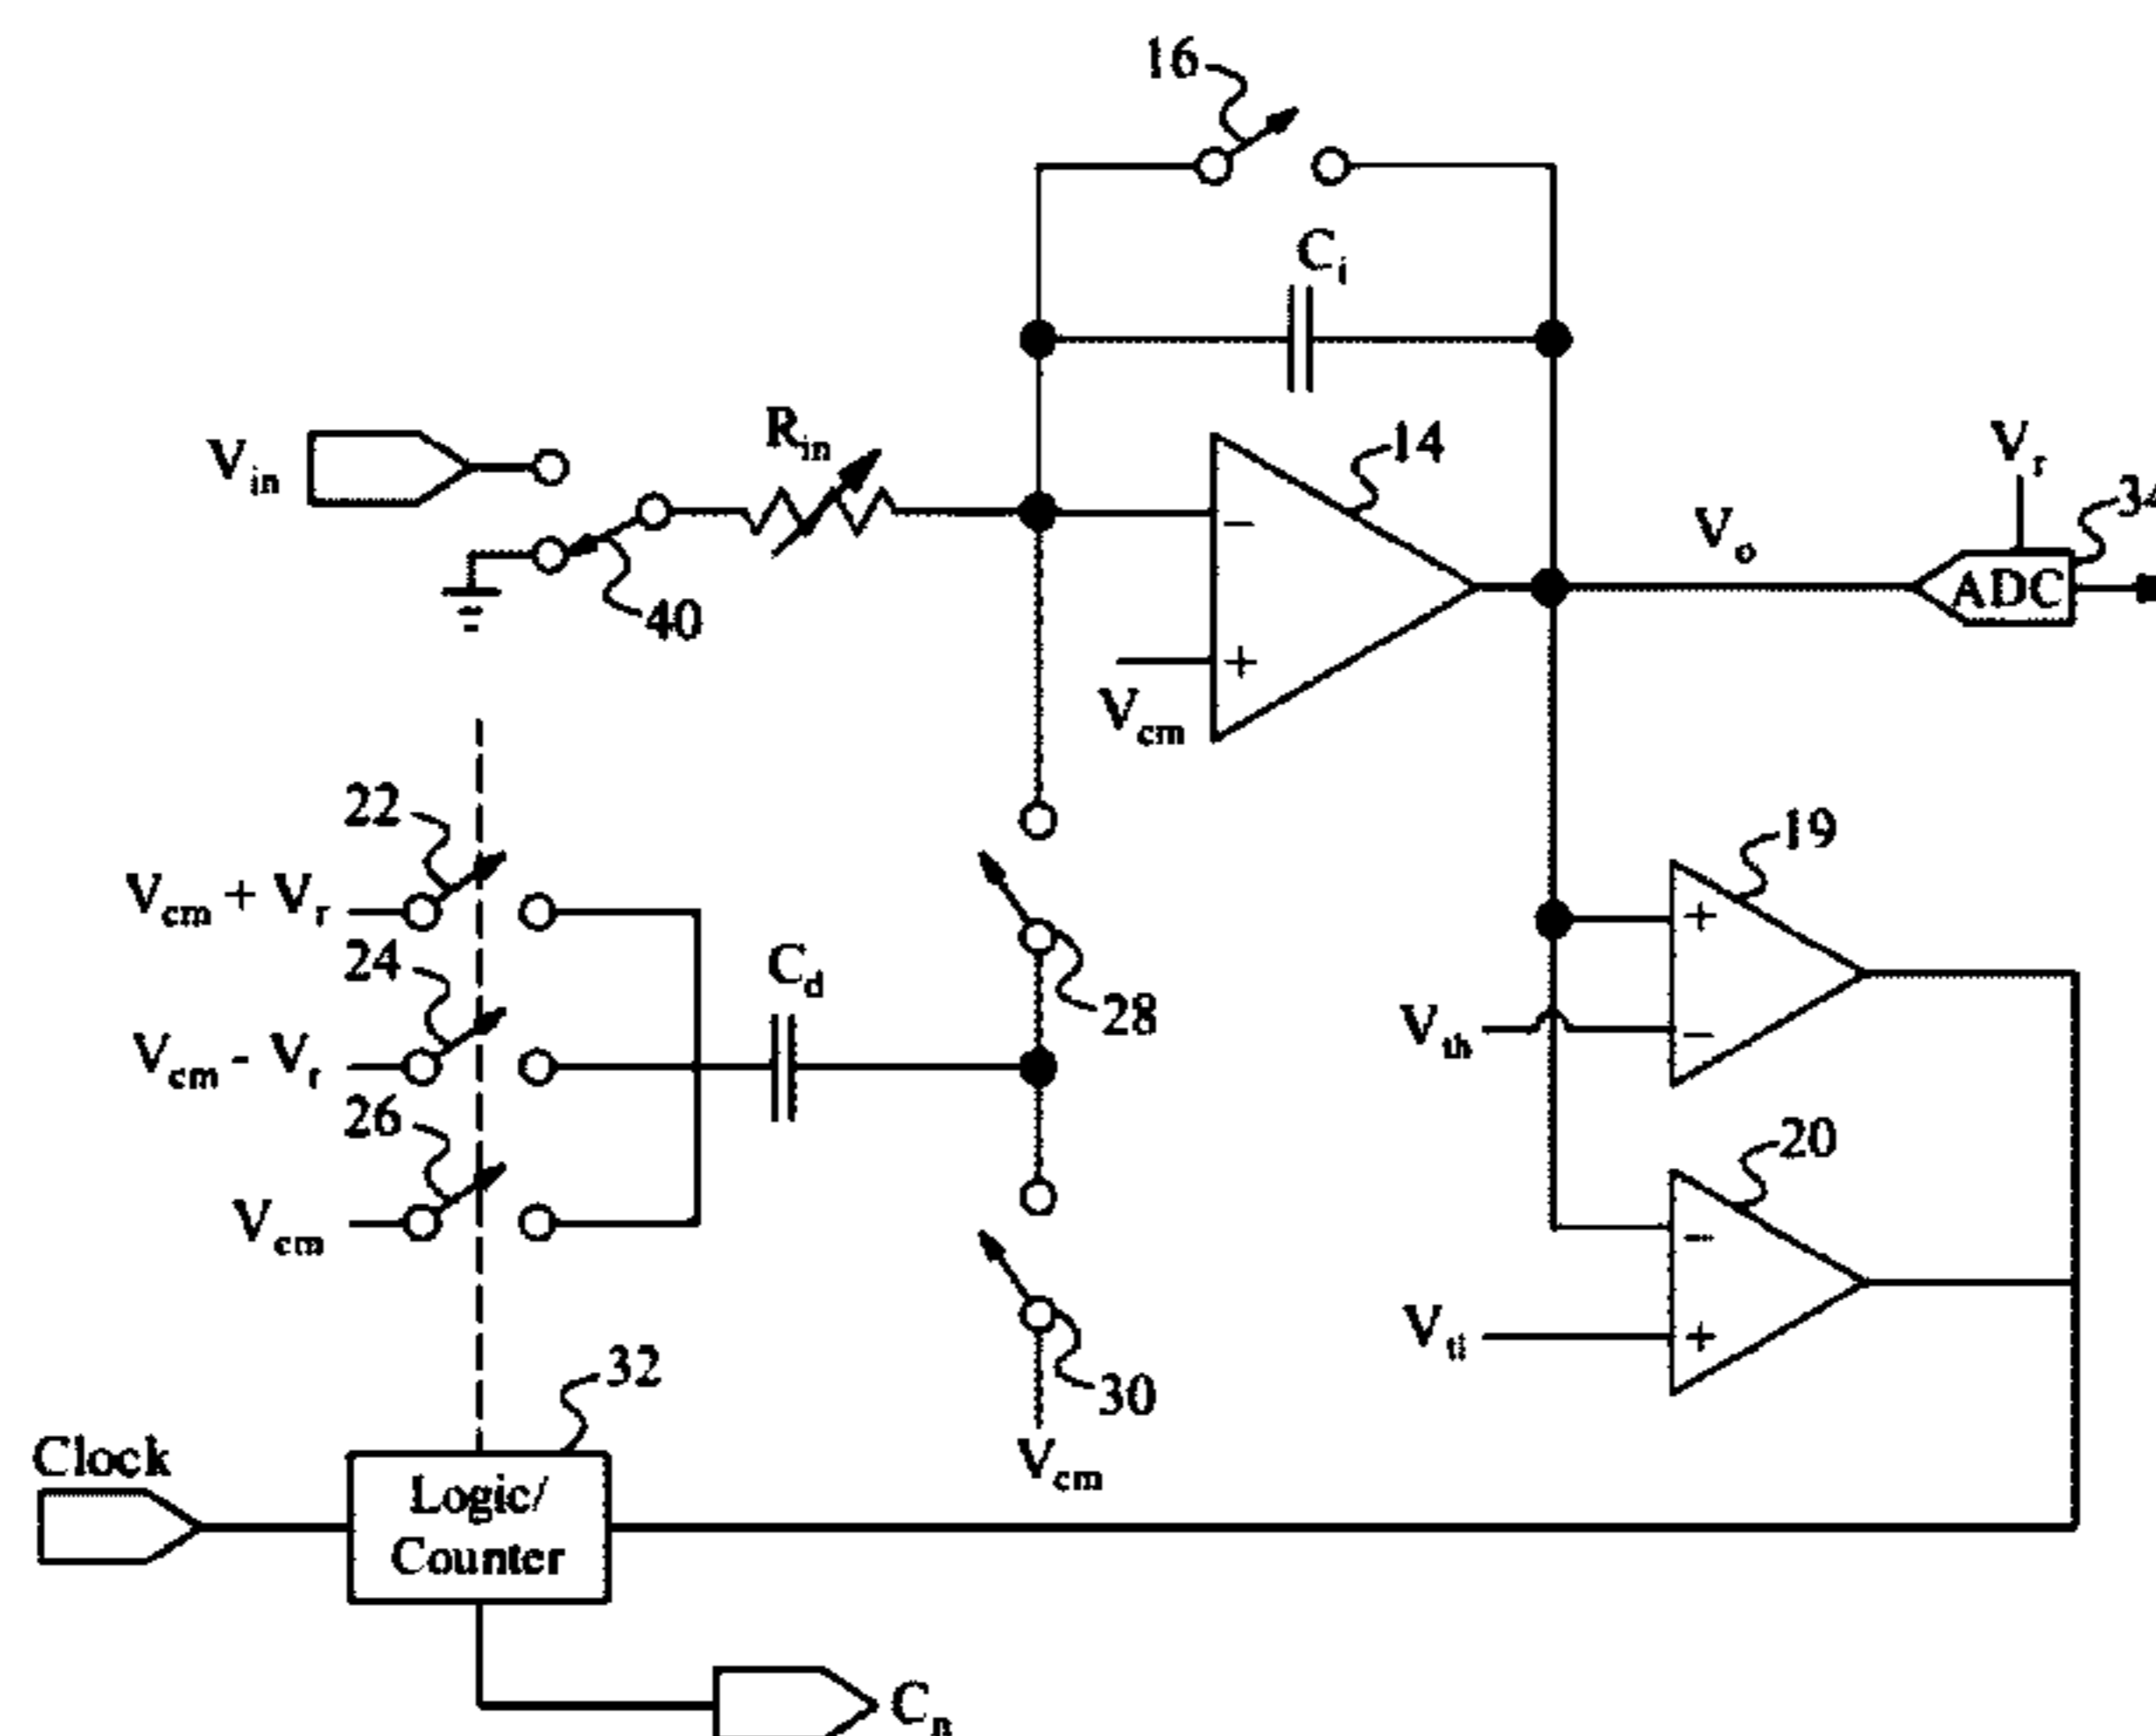 16
C_i
V_in
R_in
14
V_r
34
V_o
ADC
40
−
+
V_cm
22
V_cm + V_r
19
+
24
C_d
28
V_th
−
V_cm - V_r
26
20
−
V_cm
V_tl
+
32
30
Clock
V_cm
Logic/
Counter
C_n